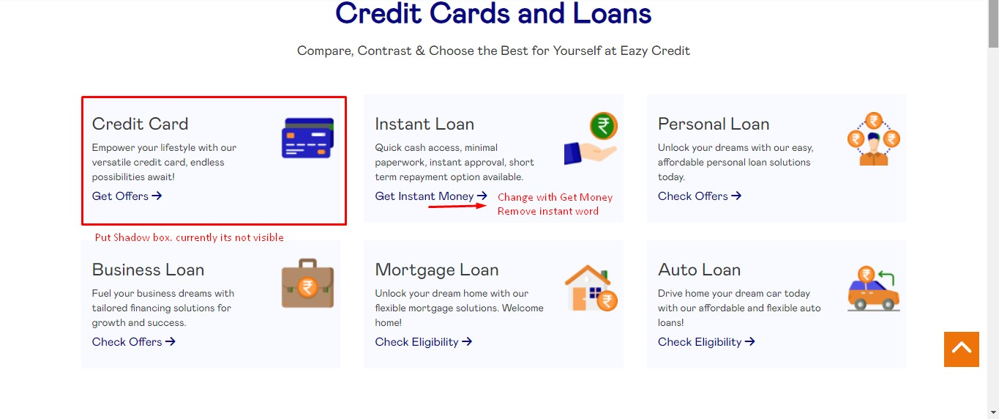 Credit Cards and Loans
Compare, Contrast & Choose the Best for Yourself at Eazy Credit
Credit Card
Empower your lifestyle with our
versatile credit card, endless
possibilities await!
Get Offers →
Instant Loan
Quick cash access, minimal
paperwork, instant approval, short
term repayment option available.
Get Instant Money →
Change with Get Money
Remove instant word
Personal Loan
Unlock your dreams with our easy,
affordable personal loan solutions
today.
Check Offers →
Put Shadow box. currently its not visible
Business Loan
Fuel your business dreams with
tailored financing solutions for
growth and success.
Check Offers →
Mortgage Loan
Unlock your dream home with our
flexible mortgage solutions. Welcome
home!
Check Eligibility →
Auto Loan
Drive home your dream car today
with our affordable and flexible auto
loans!
Check Eligibility →